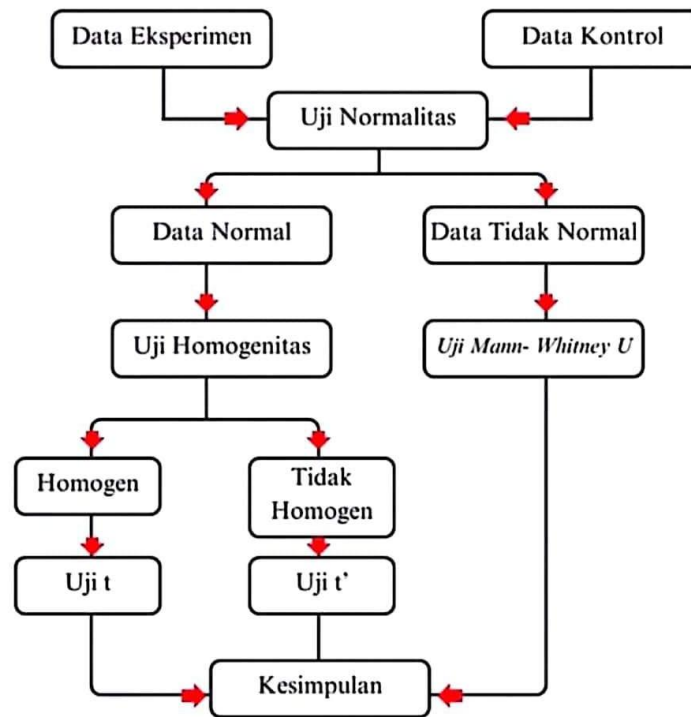 Data Eksperimen
Data Kontrol
Uji Normalitas
Data Normal
Data Tidak Normal
Uji Homogenitas
Uji Mann- Whitney U
Homogen
Tidak
Homogen
Uji t
Uji t’
Kesimpulan